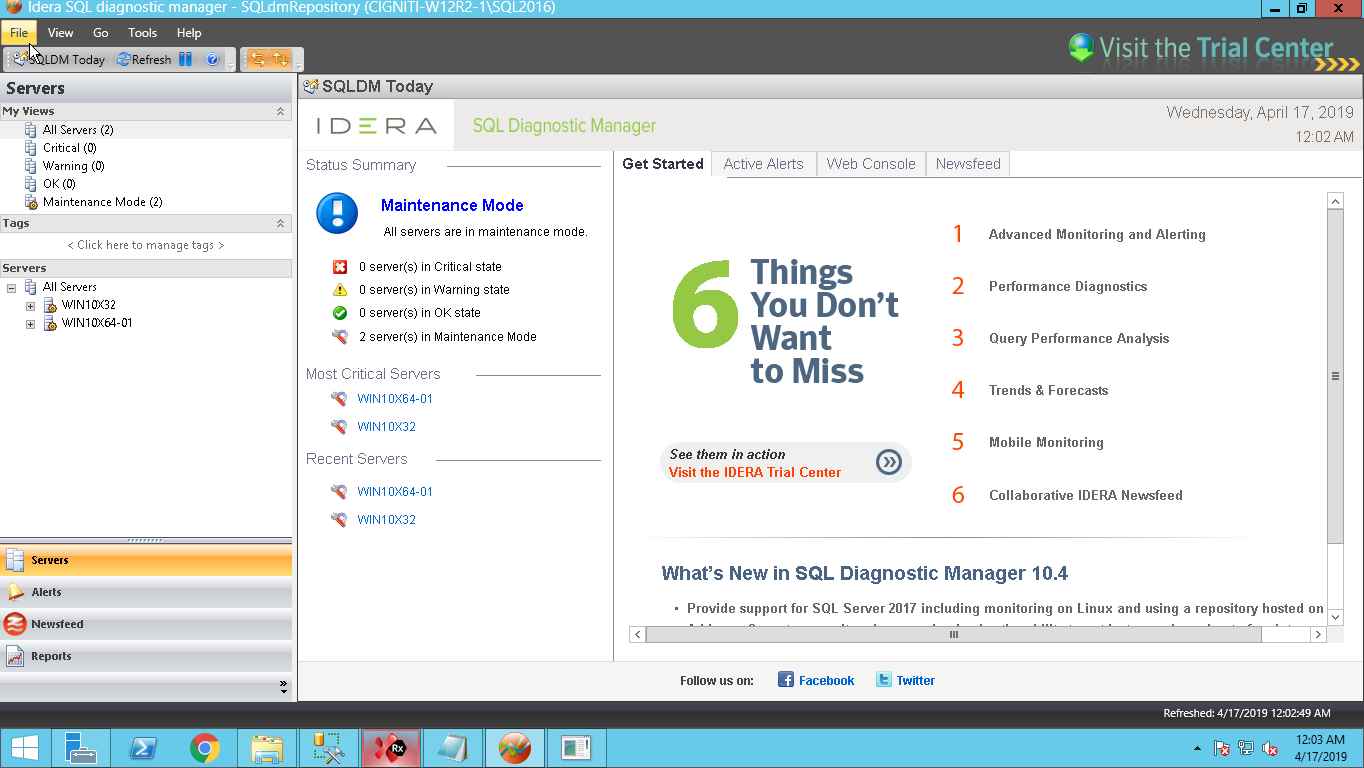 Idera SQL diagnostic manager - SQLdmRepository (CIGNITI-W12R2-1\SQL2016)
File View Go Tools Help
SQLDM Today Refresh
Visit the Trial Center
Servers
My Views
All Servers (2)
Critical (0)
Warning (0)
OK (0)
Maintenance Mode (2)
Tags
< Click here to manage tags >
Servers
All Servers
WIN10X32
WIN10X64-01
Servers
Alerts
Newsfeed
Reports
SQLDM Today
IDERA SQL Diagnostic Manager
Wednesday, April 17, 2019
12:02 AM
Status Summary
Maintenance Mode
All servers are in maintenance mode.
0 server(s) in Critical state
0 server(s) in Warning state
0 server(s) in OK state
2 server(s) in Maintenance Mode
Most Critical Servers
WIN10X64-01
WIN10X32
Recent Servers
WIN10X64-01
WIN10X32
Get Started Active Alerts Web Console Newsfeed
6 Things
You Don't
Want
to Miss
See them in action
Visit the IDERA Trial Center
1 Advanced Monitoring and Alerting
2 Performance Diagnostics
3 Query Performance Analysis
4 Trends & Forecasts
5 Mobile Monitoring
6 Collaborative IDERA Newsfeed
What's New in SQL Diagnostic Manager 10.4
• Provide support for SQL Server 2017 including monitoring on Linux and using a repository hosted on
Follow us on: Facebook Twitter
Refreshed: 4/17/2019 12:02:49 AM
Rx
12:03 AM
4/17/2019